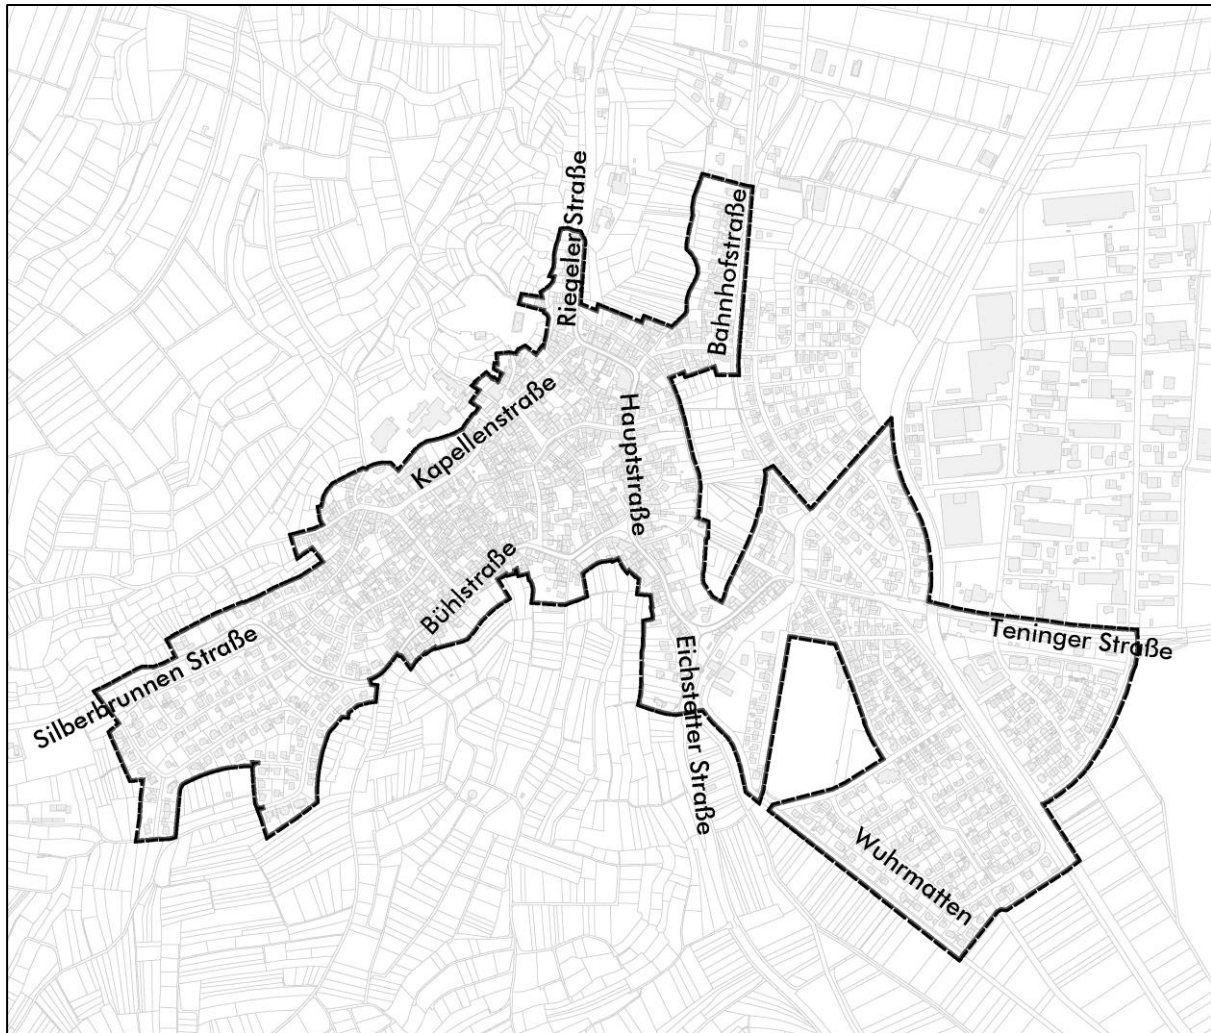 Riegeler Straße
Bahnhofstraße
Kapellenstraße
Hauptstraße
Bühlstraße
Silberbrunnen Straße
Eichstetter Straße
Teninger Straße
Wuhrmatten